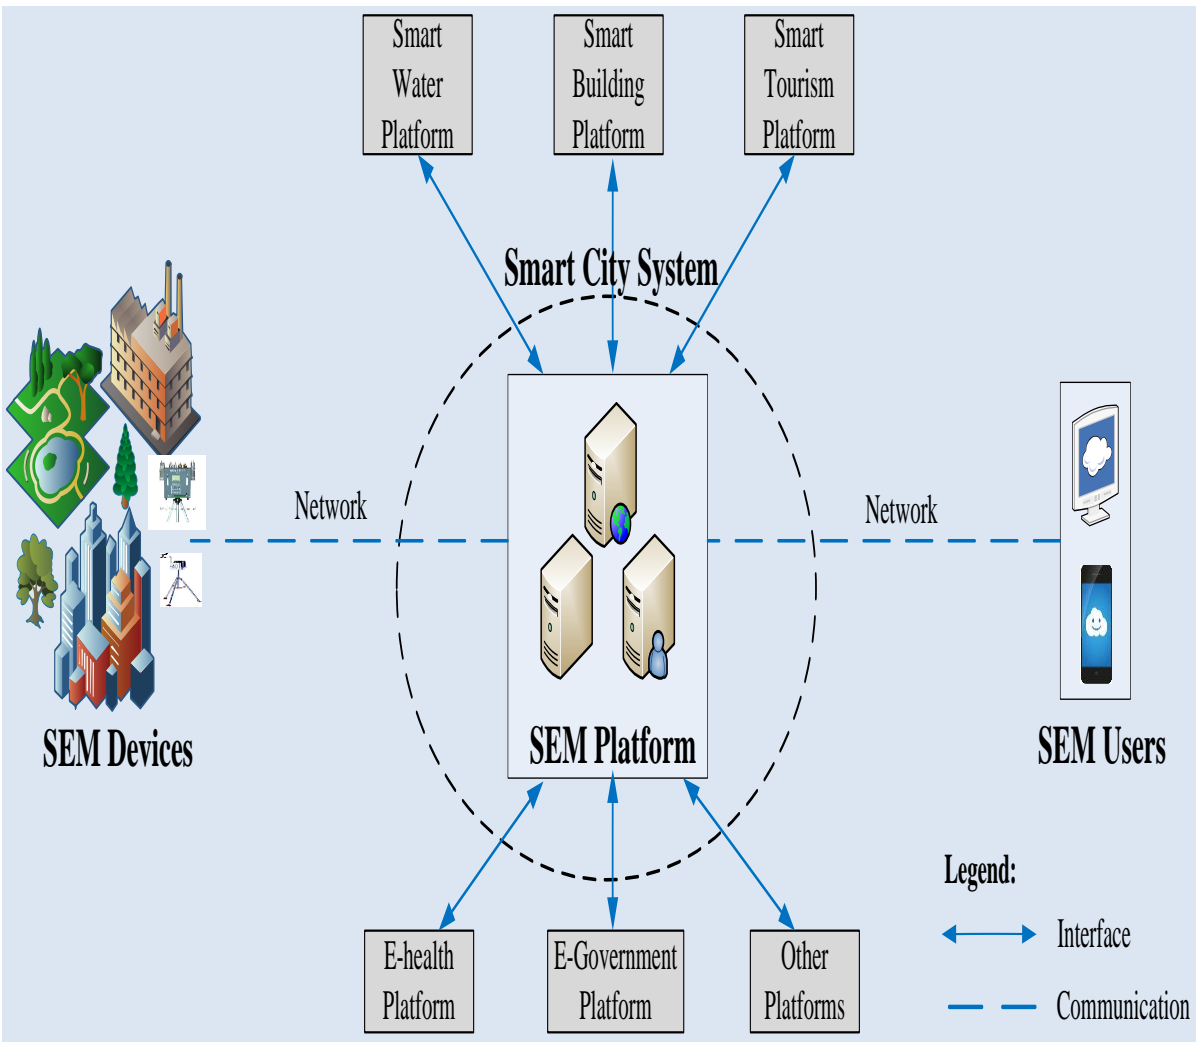 Smart
Water
Platform
Smart
Building
Platform
Smart
Tourism
Platform
Smart City System
Network
Network
SEM Devices
SEM Platform
SEM Users
E-health
Platform
E-Government
Platform
Other
Platforms
Legend:
Interface
Communication